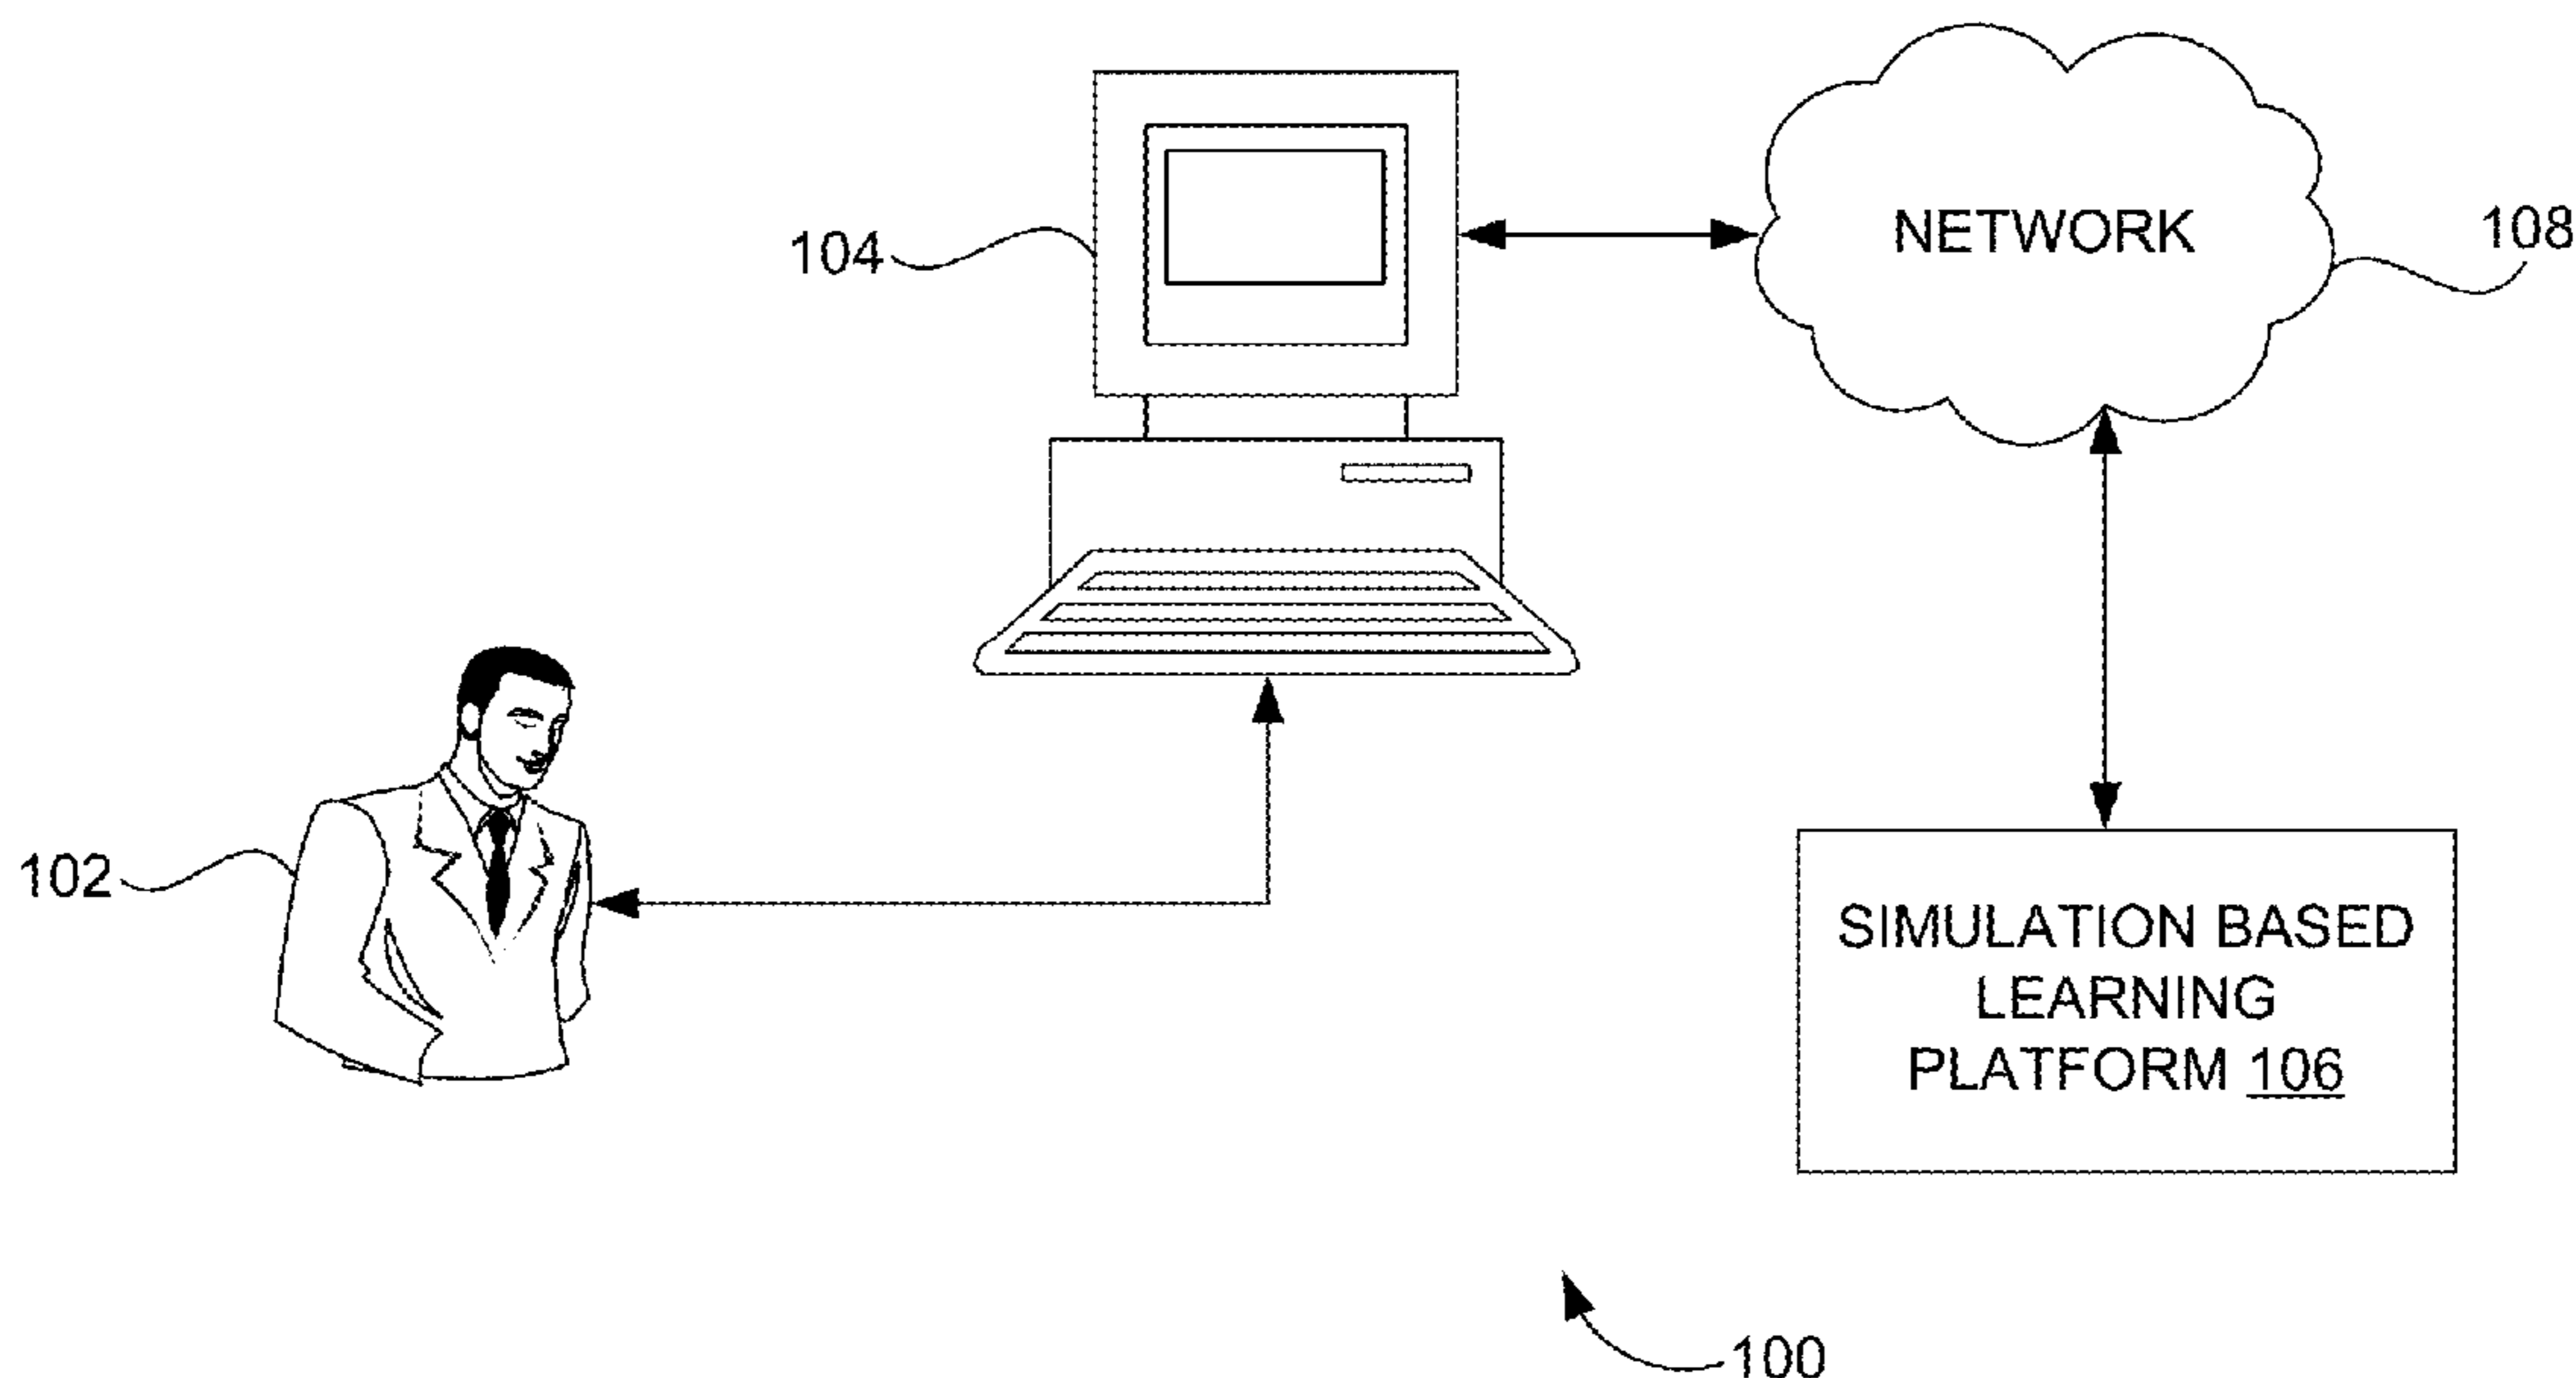 104
NETWORK
108
102
SIMULATION BASED
LEARNING
PLATFORM 106
100